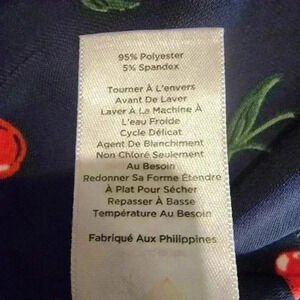 95% Polyester
5% Spandex
Tourner À L'envers
Avant De Laver
Laver À La Machine À
L'eau Froide
Cycle Délicat
Agent De Blanchiment
Non Chloré Seulement
Au Besoin
Redonner Sa Forme Étendre
À Plat Pour Sécher
Repasser À Basse
Température Au Besoin
Fabriqué Aux Philippines